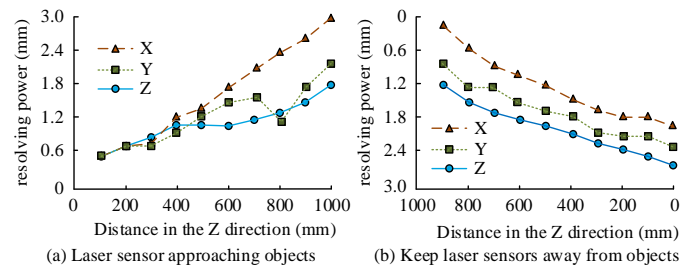 3.0
2.4
1.8
1.2
0.6
0
resolving power (mm)
X
Y
Z
0 200 400 600 800 1000
Distance in the Z direction (mm)
(a) Laser sensor approaching objects
0
0.6
1.2
1.8
2.4
3.0
resolving power (mm)
X
Y
Z
1000 800 600 400 200 0
Distance in the Z direction (mm)
(b) Keep laser sensors away from objects